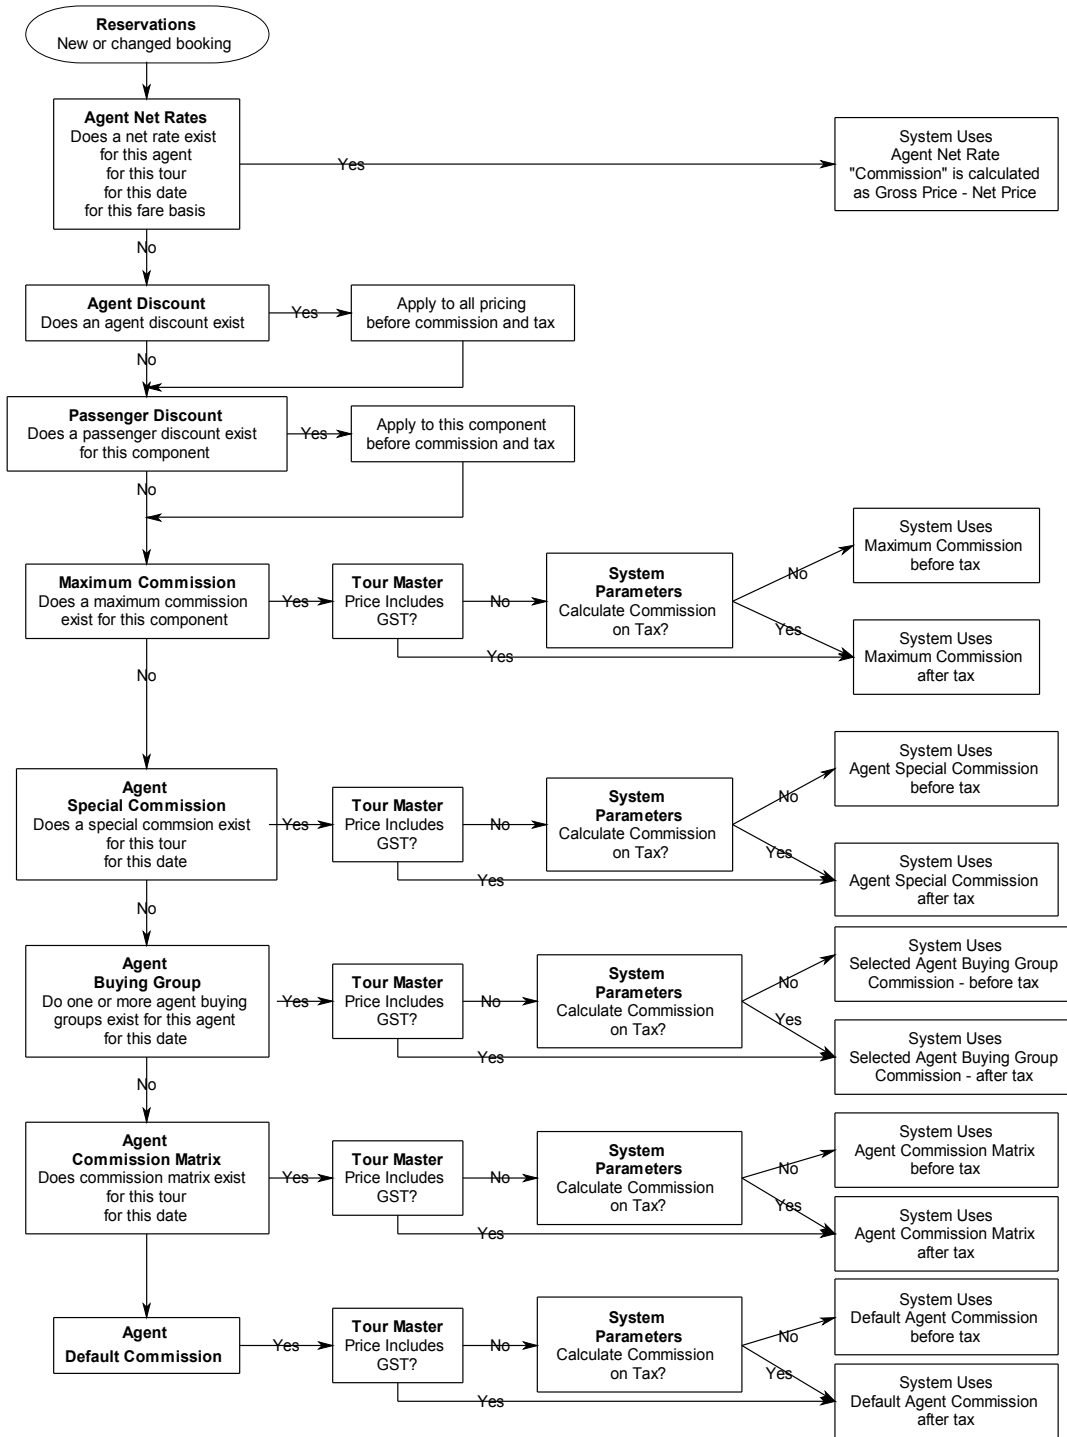 Reservations
New or changed booking
Agent Net Rates
Does a net rate exist
for this agent
for this tour
for this date
for this fare basis
Yes
System Uses
Agent Net Rate
"Commission" is calculated
as Gross Price - Net Price
No
Agent Discount
Does an agent discount exist
Yes
Apply to all pricing
before commission and tax
No
Passenger Discount
Does a passenger discount exist
for this component
Yes
Apply to this component
before commission and tax
No
Maximum Commission
Does a maximum commission
exist for this component
Yes
Tour Master
Price Includes
GST?
No
System
Parameters
Calculate Commission
on Tax?
No
System Uses
Maximum Commission
before tax
Yes
Yes
System Uses
Maximum Commission
after tax
No
Agent
Special Commission
Does a special commsion exist
for this tour
for this date
Yes
Tour Master
Price Includes
GST?
No
System
Parameters
Calculate Commission
on Tax?
No
System Uses
Agent Special Commission
before tax
Yes
Yes
System Uses
Agent Special Commission
after tax
No
Agent
Buying Group
Do one or more agent buying
groups exist for this agent
for this date
Yes
Tour Master
Price Includes
GST?
No
System
Parameters
Calculate Commission
on Tax?
No
System Uses
Selected Agent Buying Group
Commission - before tax
Yes
Yes
System Uses
Selected Agent Buying Group
Commission - after tax
No
Agent
Commission Matrix
Does commission matrix exist
for this tour
for this date
Yes
Tour Master
Price Includes
GST?
No
System
Parameters
Calculate Commission
on Tax?
No
System Uses
Agent Commission Matrix
before tax
Yes
Yes
System Uses
Agent Commission Matrix
after tax
Agent
Default Commission
Yes
Tour Master
Price Includes
GST?
No
System
Parameters
Calculate Commission
on Tax?
No
System Uses
Default Agent Commission
before tax
Yes
Yes
System Uses
Default Agent Commission
after tax